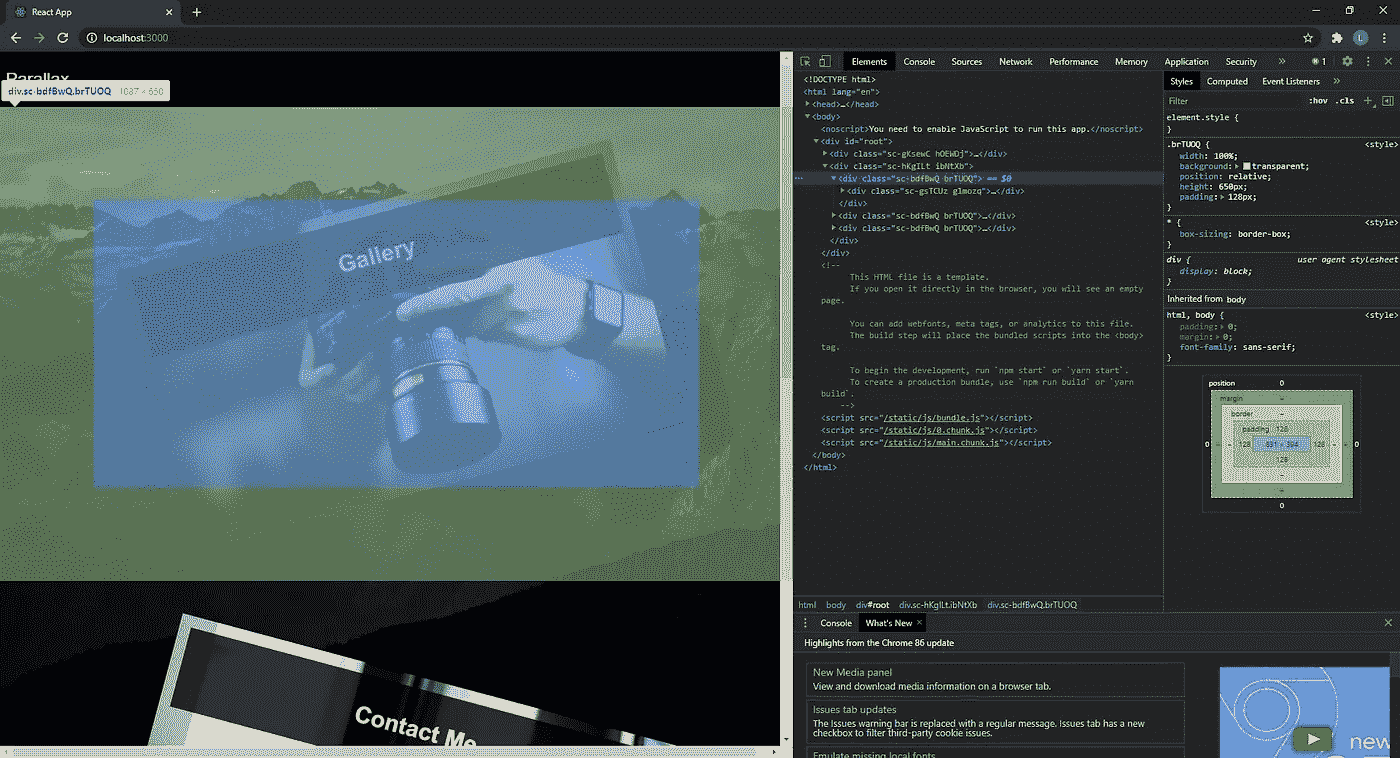 React App
localhost:3000
L
Parallax
div.sc-bdfBwQ.brTUOQ 1087 × 650
Gallery
Contact Me
Elements Console Sources Network Performance Memory Application Security » 1
<!DOCTYPE html>
<html lang="en">
<head>…</head>
<body>
<noscript>You need to enable JavaScript to run this app.</noscript>
<div id="root">
<div class="sc-gKsewC hOEWDj">…</div>
<div class="sc-hKgILt ibNtXb">
<div class="sc-bdfBwQ brTUOQ"> == $0
<div class="sc-gsTCUz glmozq">…</div>
</div>
<div class="sc-bdfBwQ brTUOQ">…</div>
<div class="sc-bdfBwQ brTUOQ">…</div>
</div>
</div>
<!--
This HTML file is a template.
If you open it directly in the browser, you will see an empty
page.
You can add webfonts, meta tags, or analytics to this file.
The build step will place the bundled scripts into the <body>
tag.
To begin the development, run `npm start` or `yarn start`.
To create a production bundle, use `npm run build` or `yarn
build`.
-->
<script src="/static/js/bundle.js"></script>
<script src="/static/js/0.chunk.js"></script>
<script src="/static/js/main.chunk.js"></script>
</body>
</html>
html body div#root div.sc-hKgILt.ibNtXb div.sc-bdfBwQ.brTUOQ
Styles Computed Event Listeners »
Filter :hov .cls +
element.style {
}
.brTUOQ { <style>
width: 100%;
background: transparent;
position: relative;
height: 650px;
padding: 128px;
}
* { <style>
box-sizing: border-box;
}
div { user agent stylesheet
display: block;
}
Inherited from body
html, body { <style>
padding: 0;
margin: 0;
font-family: sans-serif;
}
position 0
margin -
border -
padding 128
0 - - 128 128 - - 0
128
-
0
Console What's New
Highlights from the Chrome 86 update
New Media panel
View and download media information on a browser tab.
Issues tab updates
The Issues warning bar is replaced with a regular message. Issues tab has a new
checkbox to filter third-party cookie issues.
Emulate missing local fonts
new